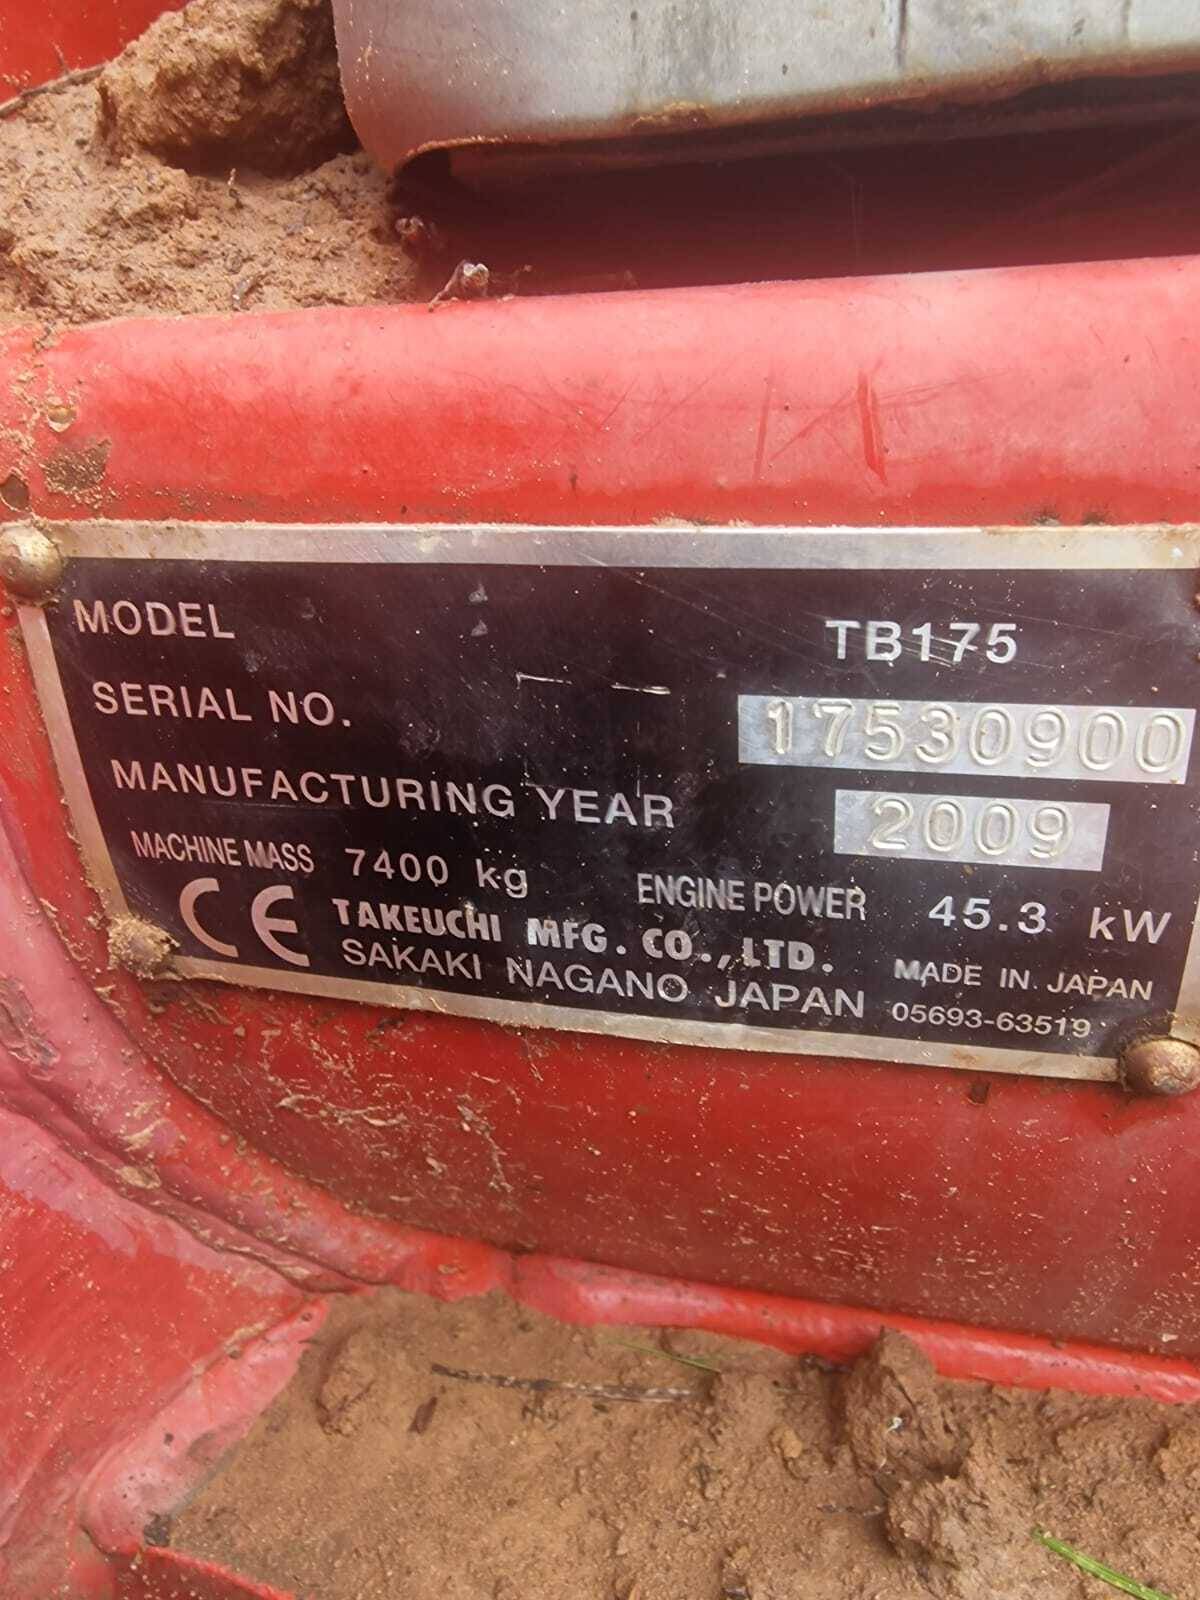 MODEL TB175
SERIAL NO. 17530900
MANUFACTURING YEAR 2009
MACHINE MASS 7400 kg ENGINE POWER 45.3 kW
CE TAKEUCHI MFG. CO., LTD.
SAKAKI NAGANO JAPAN
MADE IN JAPAN
05693-63519